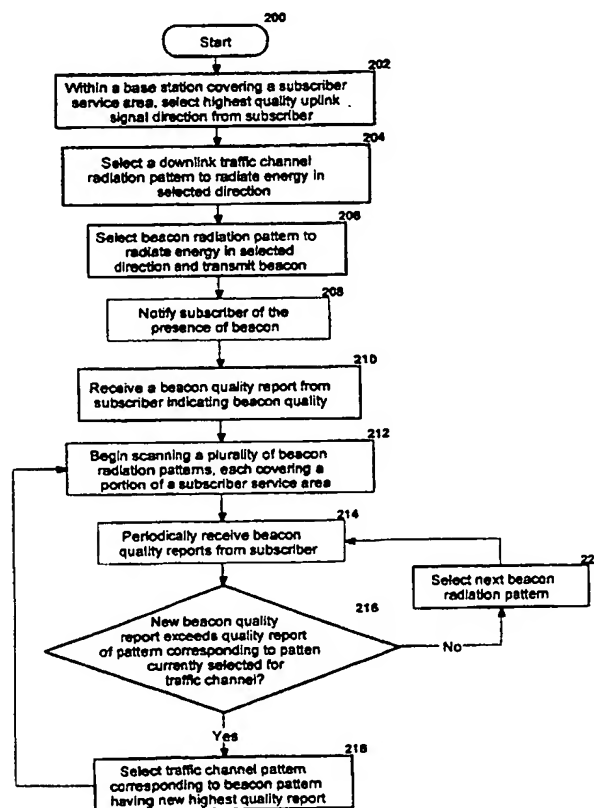 200
Start
202
Within a base station covering a subscriber
service area, select highest quality uplink
signal direction from subscriber
204
Select a downlink traffic channel
radiation pattern to radiate energy in
selected direction
206
Select beacon radiation pattern to
radiate energy in selected
direction and transmit beacon
208
Notify subscriber of the
presence of beacon
210
Receive a beacon quality report from
subscriber indicating beacon quality
212
Begin scanning a plurality of beacon
radiation patterns, each covering a
portion of a subscriber service area
214
Periodically receive beacon
quality reports from subscriber
22
Select next beacon
radiation pattern
216
New beacon quality
report exceeds quality report
of pattern corresponding to patten
currently selected for
traffic channel?
No
Yes
218
Select traffic channel pattern
corresponding to beacon pattern
having new highest quality report